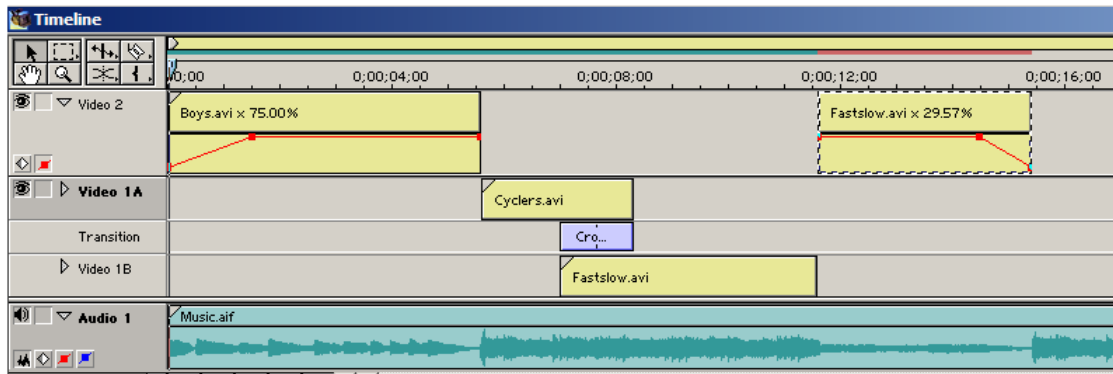 Timeline
0;00 0;00;04;00 0;00;08;00 0;00;12;00 0;00;16;00
Video 2
Boys.avi x 75.00%
Fastslow.avi x 29.57%
Video 1A
Cyclers.avi
Transition
Cro...
Video 1B
Fastslow.avi
Audio 1
Music.aif